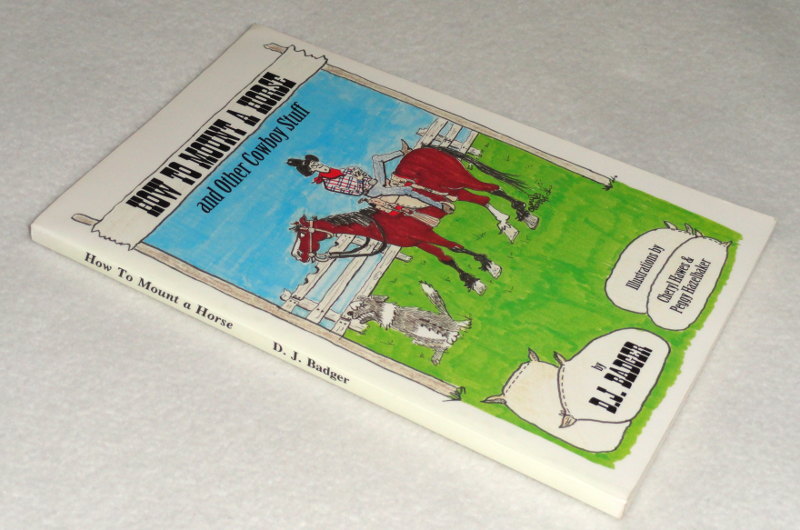 HOW TO MOUNT A HORSE
and Other Cowboy Stuff
Illustrations by
Cheryl Hawes &
Peggy Hazelbaker
by
D.J. BADGER
How To Mount a Horse D. J. Badger